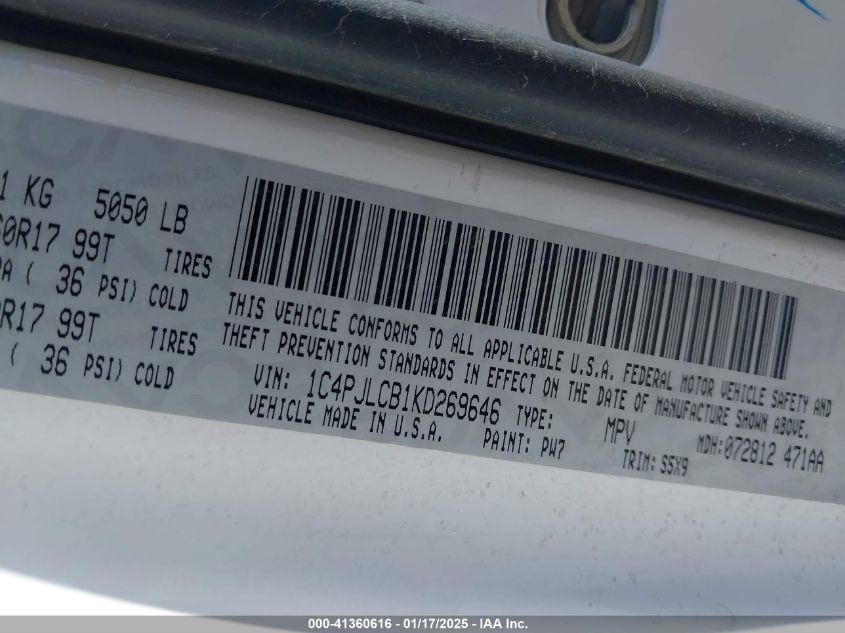 1 KG 5050 LB
60R17 99T TIRES
A ( 36 PSI) COLD
0R17 99T TIRES
( 36 PSI) COLD
THIS VEHICLE CONFORMS TO ALL APPLICABLE U.S.A. FEDERAL MOTOR VEHICLE SAFETY AND
THEFT PREVENTION STANDARDS IN EFFECT ON THE DATE OF MANUFACTURE SHOWN ABOVE.
VIN: 1C4PJLCB1KD269646 TYPE: MPV MDH:072812 471AA
VEHICLE MADE IN U.S.A. PAINT: PW7 TRIM: S5X9
000-41360616 - 01/17/2025 - IAA Inc.